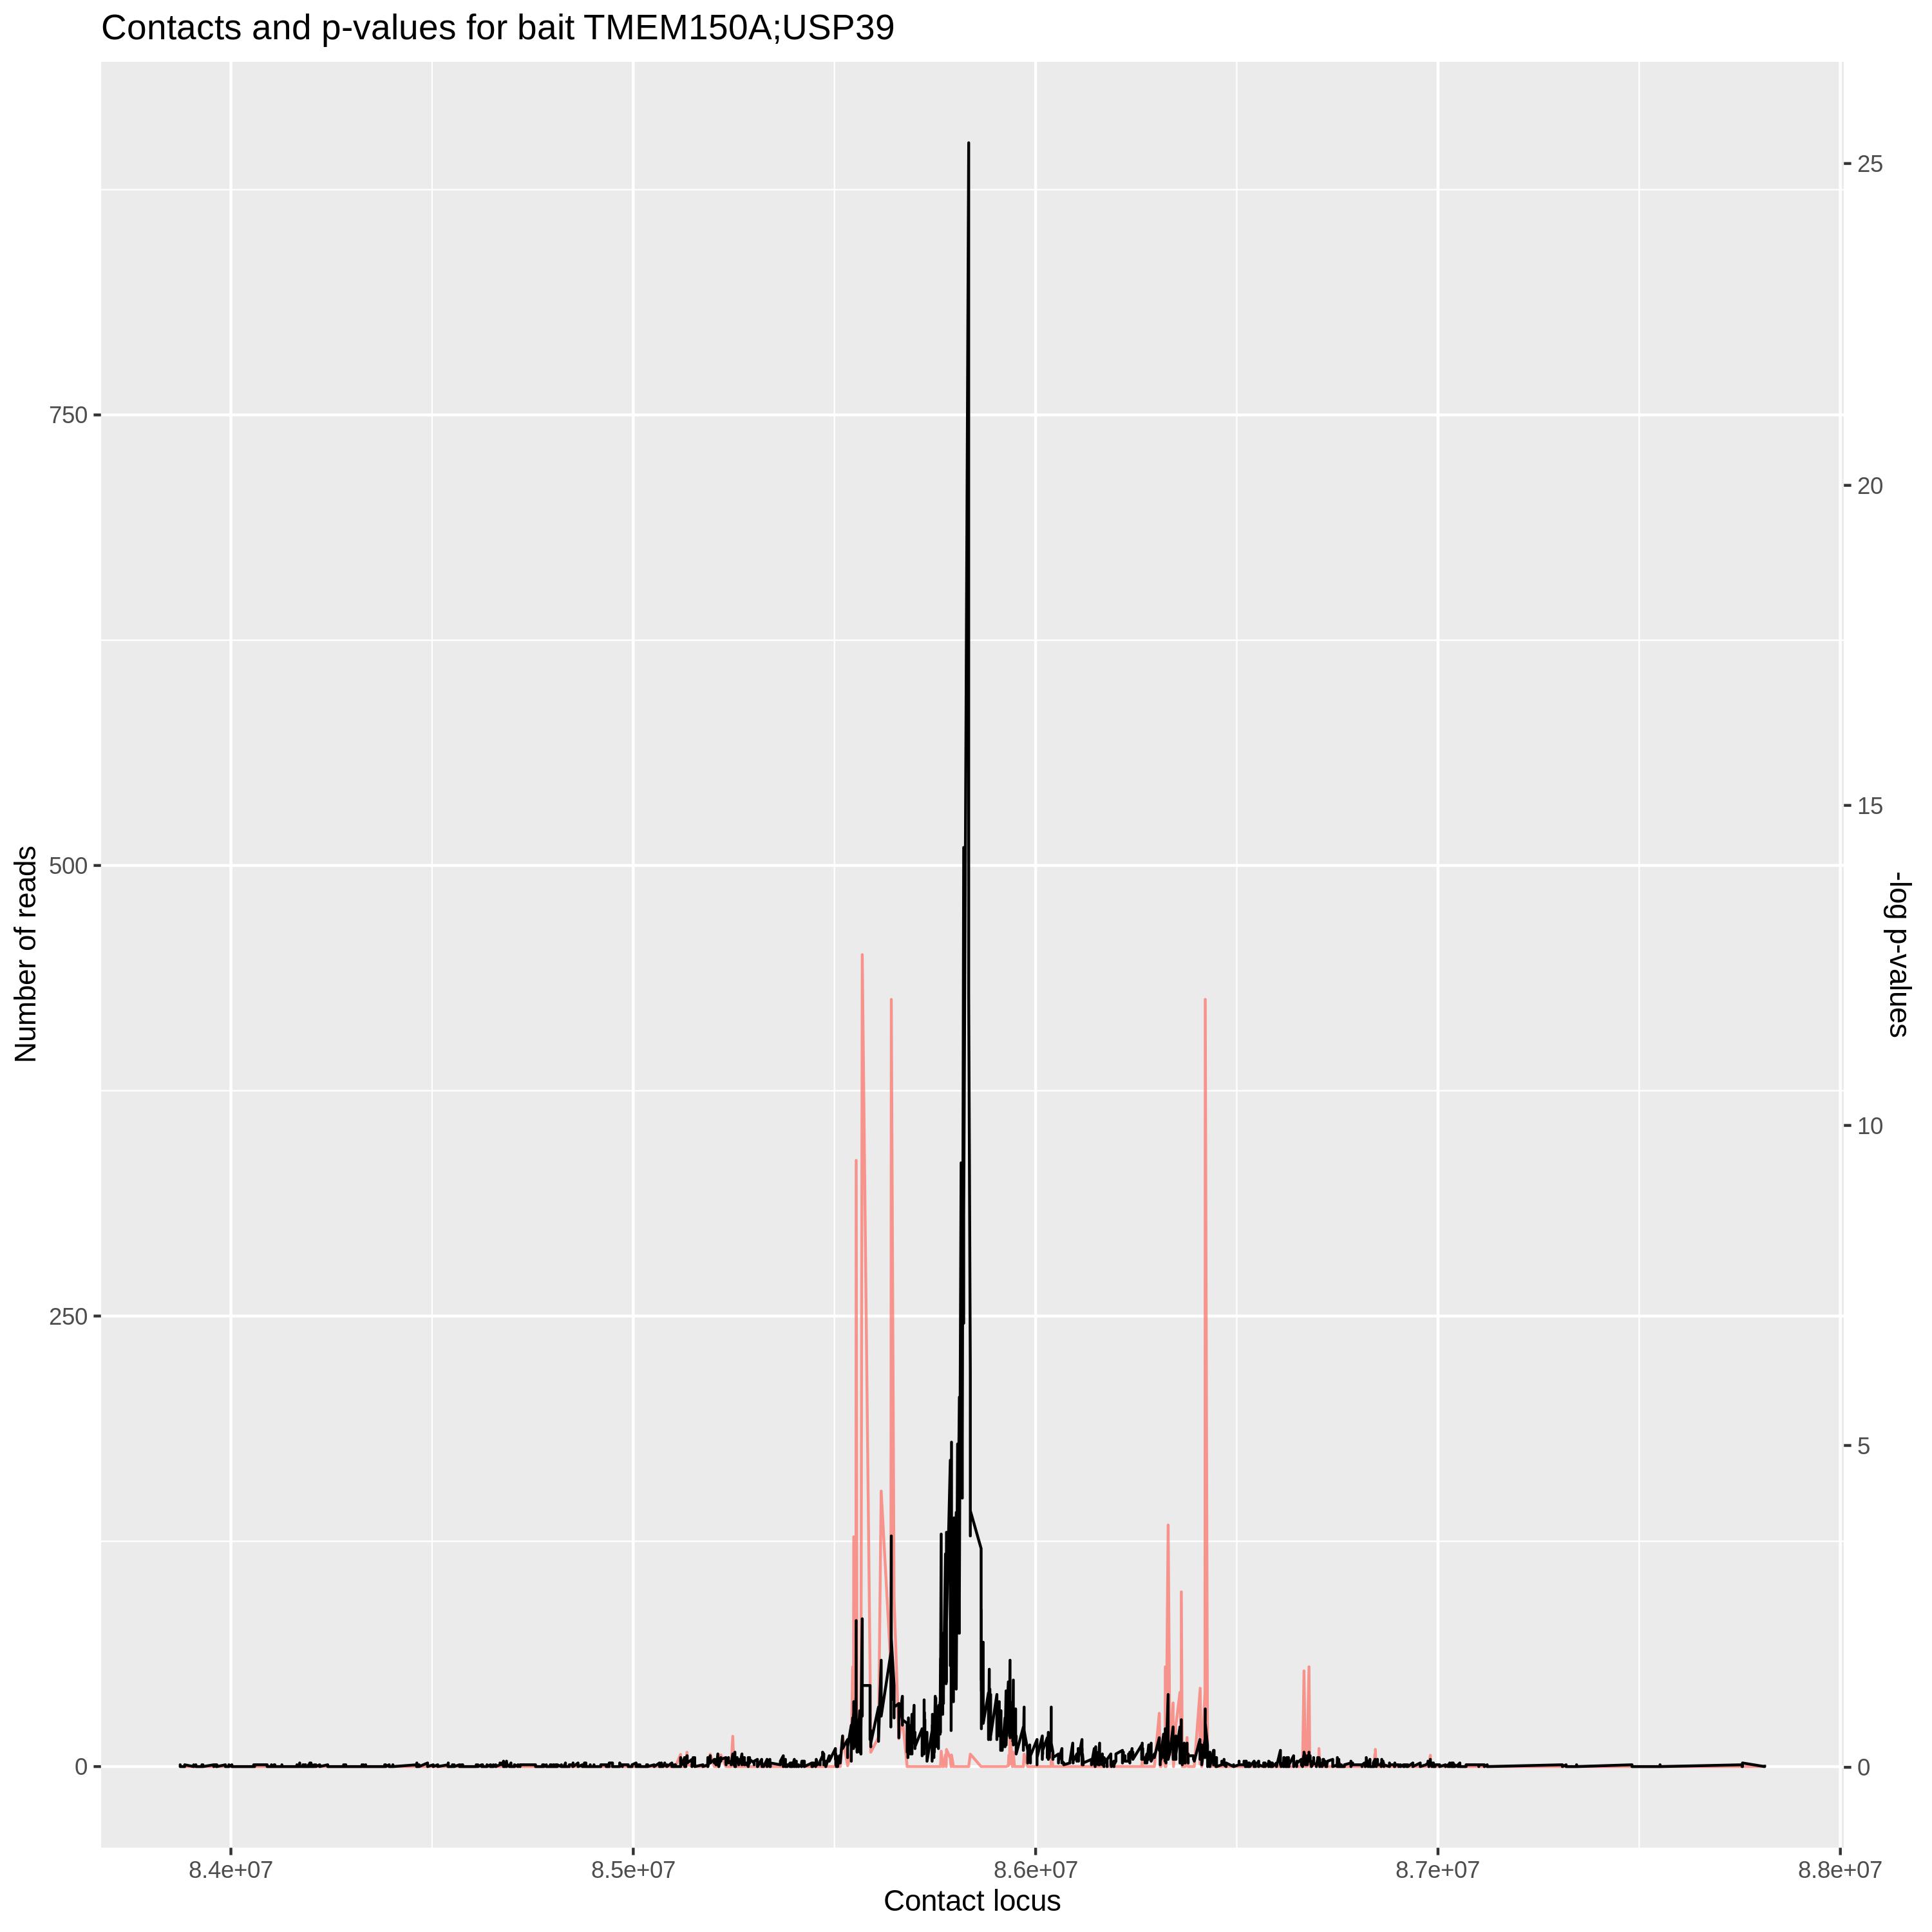 Contacts and p-values for bait TMEM150A;USP39
Number of reads
750
500
250
0
25
20
15
10
5
0
-log p-values
8.4e+07 8.5e+07 8.6e+07 8.7e+07 8.8e+07
Contact locus